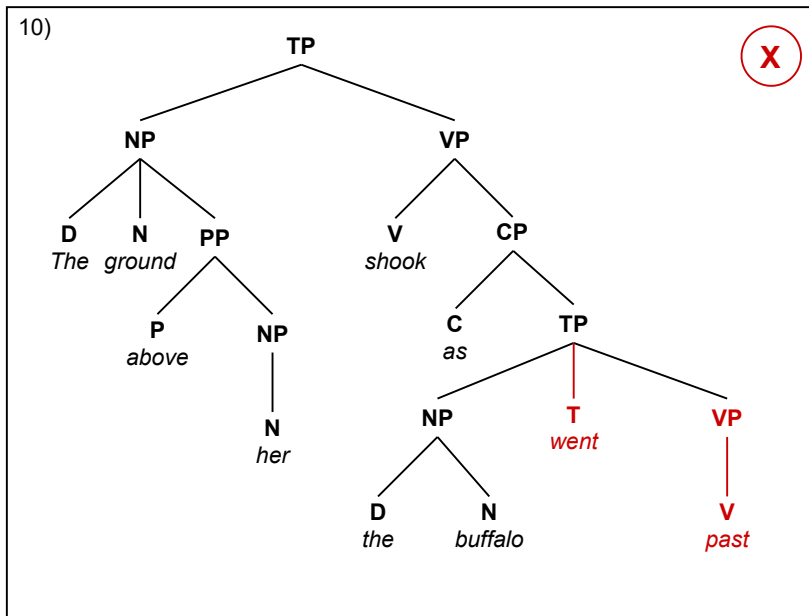 10)
X
TP
NP VP
D N PP V CP
The ground shook
P NP C TP
above as
N NP T VP
her went
D N V
the buffalo past